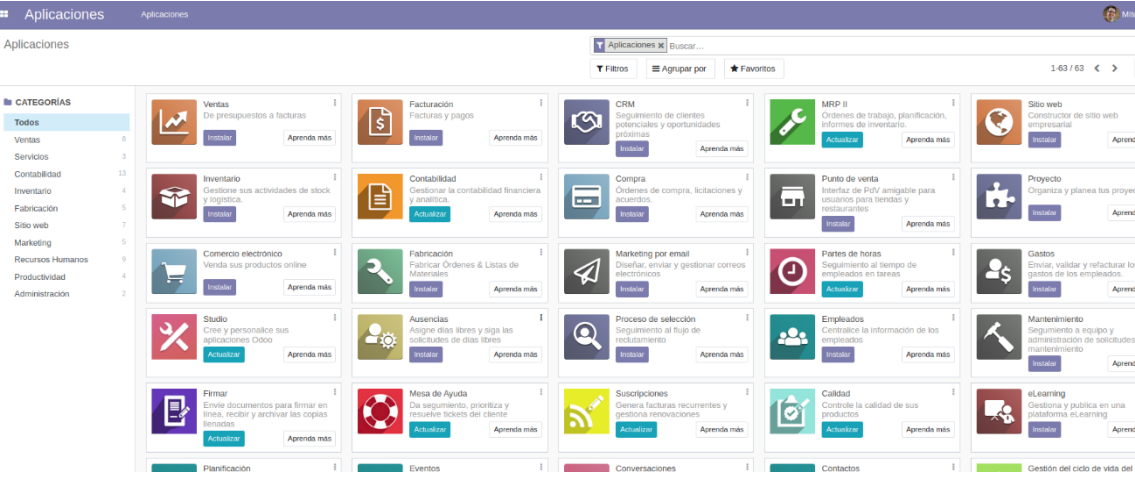 Aplicaciones
Aplicaciones
Aplicaciones
Aplicaciones ×
Buscar...
Filtros
Agrupar por
Favoritos
1-63 / 63
CATEGORÍAS
Todos
Ventas 8
Servicios 3
Contabilidad 13
Inventario 4
Fabricación 5
Sitio web 7
Marketing 5
Recursos Humanos 9
Productividad 4
Administración 2
Ventas
De presupuestos a facturas
Instalar
Aprenda más
Facturación
Facturas y pagos
Instalar
Aprenda más
CRM
Seguimiento de clientes
potenciales y oportunidades
próximas
Instalar
Aprenda más
MRP II
Órdenes de trabajo, planificación,
informes de inventario.
Actualizar
Aprenda más
Sitio web
Constructor de sitio web
empresarial
Instalar
Inventario
Gestione sus actividades de stock
y logística.
Instalar
Aprenda más
Contabilidad
Gestionar la contabilidad financiera
y analítica.
Actualizar
Aprenda más
Compra
Órdenes de compra, licitaciones y
acuerdos.
Instalar
Aprenda más
Punto de venta
Interfaz de PdV amigable para
usuarios para tiendas y
restaurantes
Instalar
Aprenda más
Proyecto
Organiza y planea tus
Instalar
Comercio electrónico
Venda sus productos online
Instalar
Aprenda más
Fabricación
Fabricar Órdenes & Listas de
Materiales
Instalar
Aprenda más
Marketing por email
Diseñar, enviar y gestionar correos
electrónicos
Instalar
Aprenda más
Partes de horas
Seguimiento al tiempo de
empleados en tareas
Actualizar
Aprenda más
Gastos
Enviar, validar y refacturar
gastos de los empleados.
Instalar
Studio
Cree y personalice sus
aplicaciones Odoo
Actualizar
Aprenda más
Ausencias
Asigne días libres y siga las
solicitudes de días libres
Instalar
Aprenda más
Proceso de selección
Seguimiento al flujo de
reclutamiento
Instalar
Aprenda más
Empleados
Centralice la información de los
empleados
Instalar
Aprenda más
Mantenimiento
Seguimiento a equipo y
administración de solicitudes
mantenimiento
Instalar
Firmar
Envíe documentos para firmar en
línea, recibir y archivar las copias
llenadas
Actualizar
Aprenda más
Mesa de Ayuda
Da seguimiento, prioritiza y
resuelve tickets del cliente
Actualizar
Aprenda más
Suscripciones
Genera facturas recurrentes y
gestiona renovaciones
Actualizar
Aprenda más
Calidad
Controle la calidad de sus
productos
Actualizar
Aprenda más
eLearning
Gestiona y publica en una
plataforma eLearning
Instalar
Planificación
Eventos
Conversaciones
Contactos
Gestión del ciclo de vida del